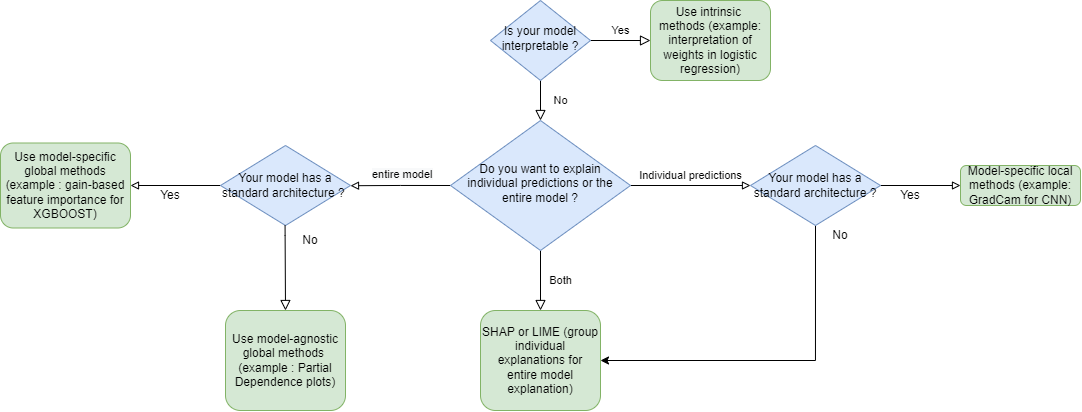 Is your model
interpretable ?
Yes
Use intrinsic
methods (example:
interpretation of
weights in logistic
regression)
No
Use model-specific
global methods
(example : gain-based
feature importance for
XGBOOST)
Yes
Your model has a
standard architecture ?
entire model
Do you want to explain
individual predictions or the
entire model ?
Individual predictions
Your model has a
standard architecture ?
Yes
Model-specific local
methods (example:
GradCam for CNN)
No
No
Both
Use model-agnostic
global methods
(example : Partial
Dependence plots)
SHAP or LIME (group
individual
explanations for
entire model
explanation)